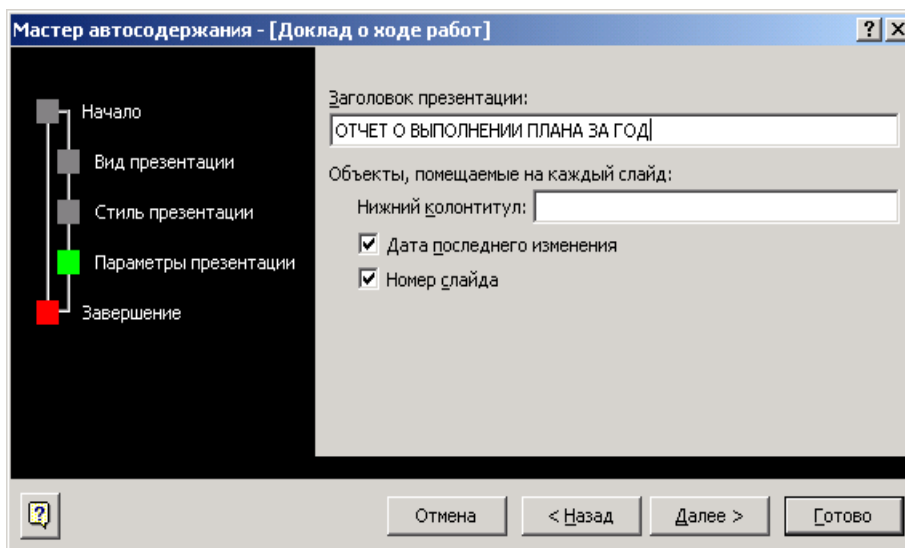 Мастер автосодержания - [Доклад о ходе работ]
Начало
Вид презентации
Стиль презентации
Параметры презентации
Завершение
Заголовок презентации:
ОТЧЕТ О ВЫПОЛНЕНИИ ПЛАНА ЗА ГОД
Объекты, помещаемые на каждый слайд:
Нижний колонтитул:
Дата последнего изменения
Номер слайда
Отмена
< Назад
Далее >
Готово